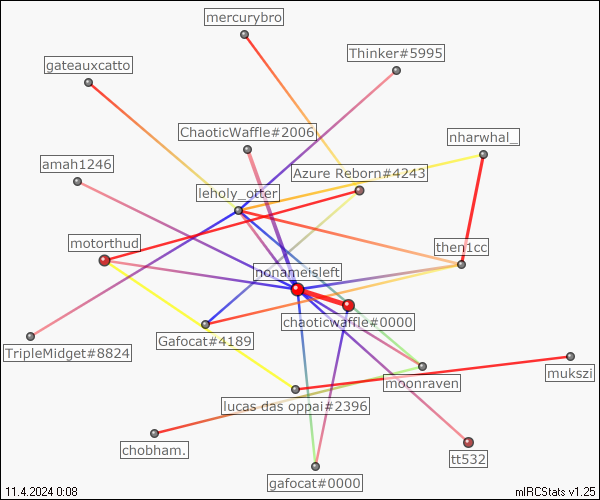 mercurybro
Thinker#5995
gateauxcatto
ChaoticWaffle#2006
nharwhal_
amah1246
Azure Reborn#4243
leholy_otter
motorthud
then1cc
nonameisleft
chaoticwaffle#0000
Gafocat#4189
TripleMidget#8824
mukszi
moonraven
lucas das oppai#2396
chobham.
tt532
gafocat#0000
11.4.2024 0:08
mIRCStats v1.25